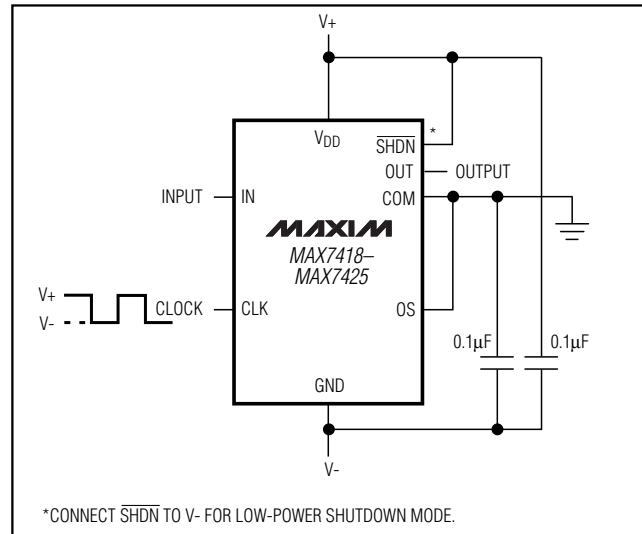 V+
VDD
SHDN
*
OUT
OUTPUT
INPUT
IN
COM
MAXIM
MAX7418–
MAX7425
V+
V-
CLOCK
CLK
OS
0.1µF
0.1µF
GND
V-
*CONNECT SHDN TO V- FOR LOW-POWER SHUTDOWN MODE.